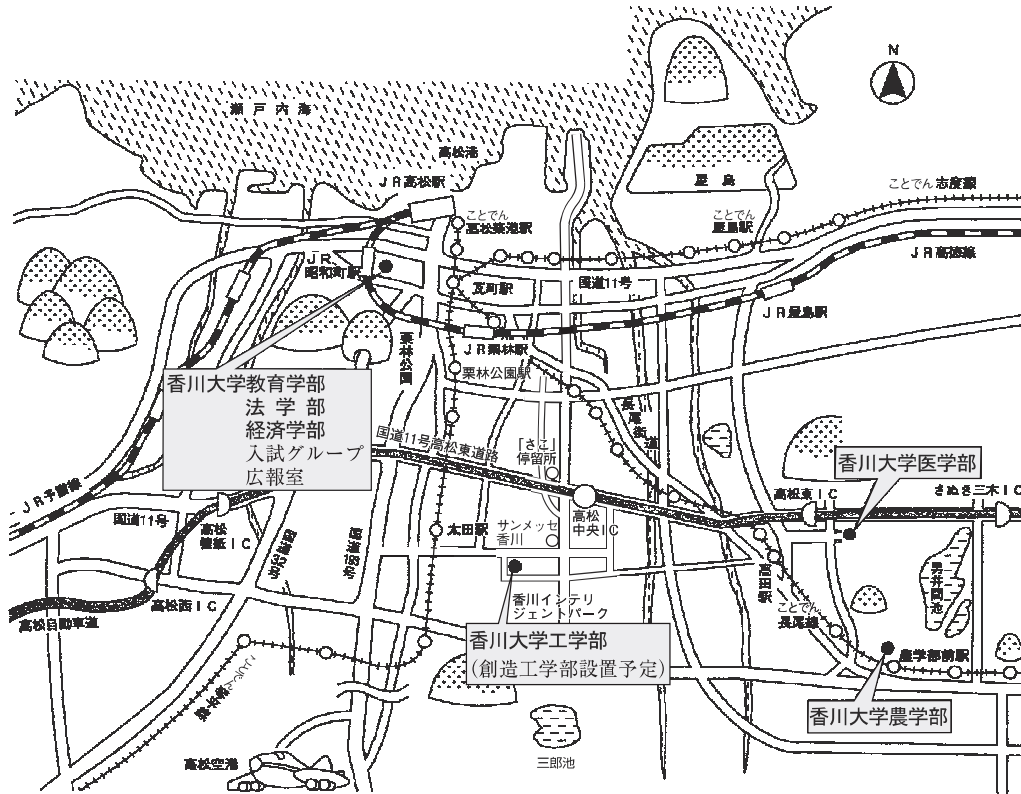 N
瀬戸内海
高松港
JR高松駅
屋島
ことでん 志度線
ことでん
高松築港駅
ことでん
屋島駅
JR高徳線
JR
昭和町駅
瓦町駅
国道11号
JR屋島駅
栗林公園
JR栗林駅
栗林公園駅
香川大学教育学部
法学部
経済学部
入試グループ
広報室
長尾街道
国道11号高松東道路
「さこ」
停留所
香川大学医学部
高松東IC
さぬき三木IC
JR予讃線
国道11号
高松
檀紙IC
太田駅
サンメッセ
香川
高松
中央IC
男井間池
高田駅
高松西IC
高松自動車道
香川インテリ
ジェントパーク
ことでん
長尾線
香川大学工学部
(創造工学部設置予定)
農学部前駅
ことでん
琴平線
香川大学農学部
高松空港
三郎池